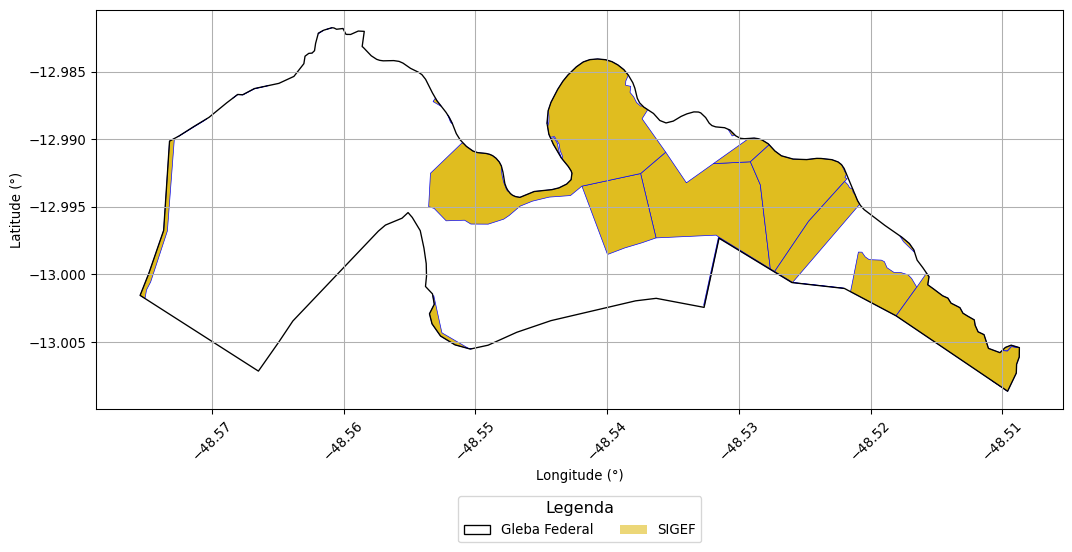 −12.985
−12.990
−12.995
−13.000
−13.005
Latitude (°)
−48.57
−48.56
−48.55
−48.54
−48.53
−48.52
−48.51
Longitude (°)
Legenda
Gleba Federal
SIGEF